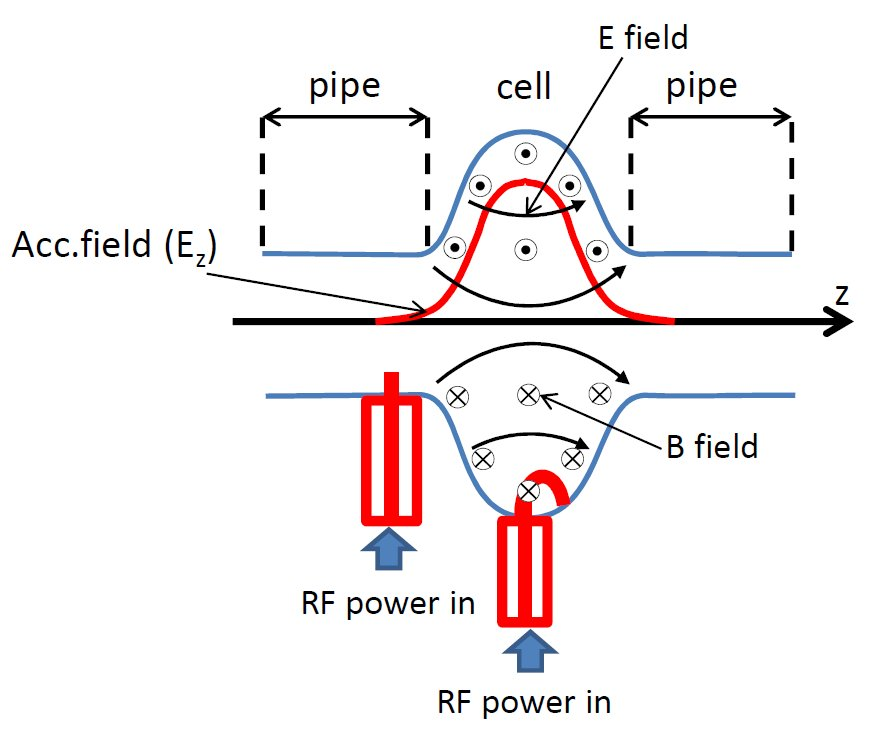 E field
pipe
cell
pipe
Acc.field (Ez)
z
B field
RF power in
RF power in